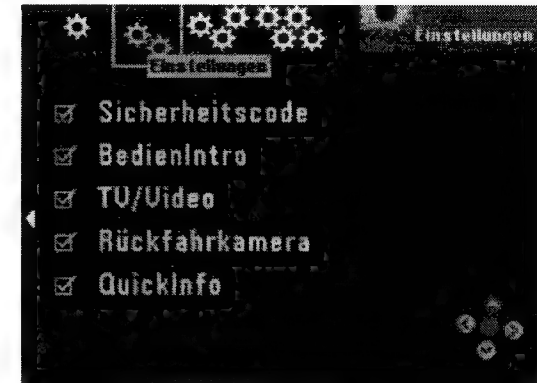 Einstellungen
Einstellungen
Sicherheitscode
BedienIntro
TV/Video
Rückfahrkamera
QuickInfo